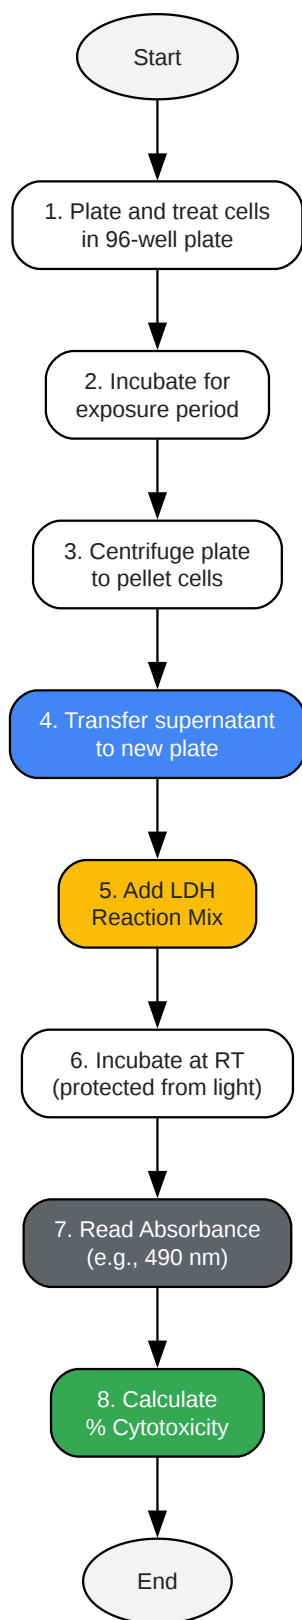 Start
1. Plate and treat cells
in 96-well plate
2. Incubate for
exposure period
3. Centrifuge plate
to pellet cells
4. Transfer supernatant
to new plate
5. Add LDH
Reaction Mix
6. Incubate at RT
(protected from light)
7. Read Absorbance
(e.g., 490 nm)
8. Calculate
% Cytotoxicity
End